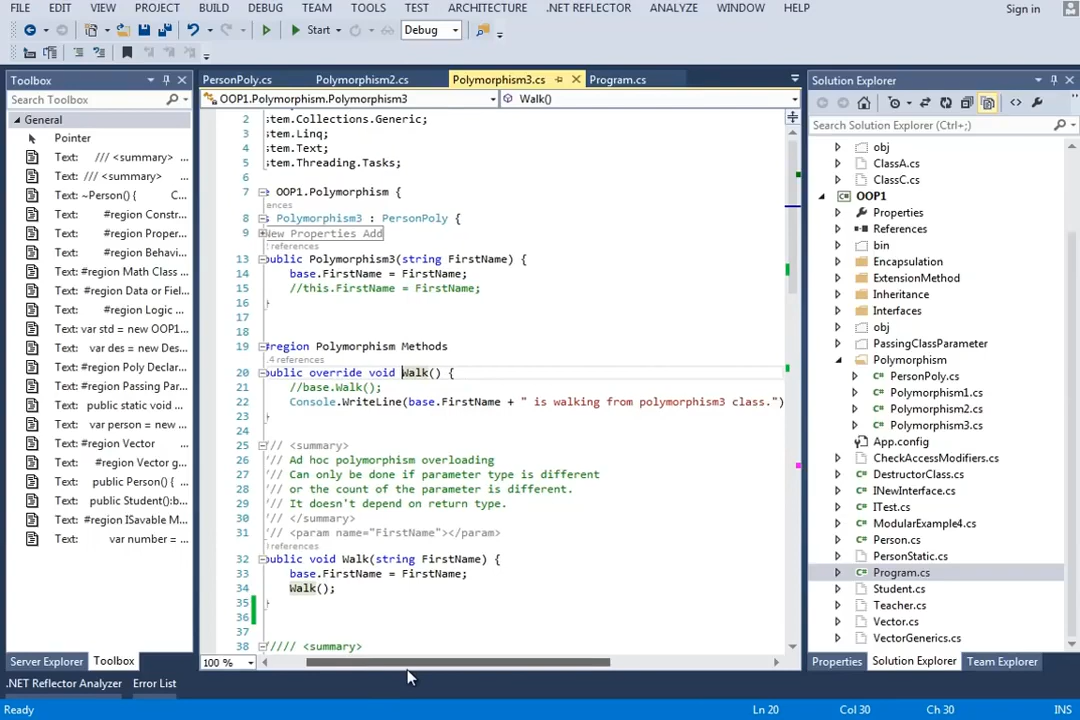 FILE EDIT VIEW PROJECT BUILD DEBUG TEAM TOOLS TEST ARCHITECTURE .NET REFLECTOR ANALYZE WINDOW HELP Sign in
Start Debug
Toolbox
Search Toolbox
General
Pointer
Text: /// <summary> ...
Text: /// <summary> ...
Text: ~Person() { C...
Text: #region Constr...
Text: #region Proper...
Text: #region Behavi...
Text: #region Math Class ...
Text: #region Data or Fiel...
Text: #region Logic ...
Text: var std = new OOP1...
Text: var des = new Des...
Text: #region Poly Declar...
Text: #region Passing Par...
Text: public static void ...
Text: var person = new ...
Text: #region Vector
Text: #region Vector g...
Text: public Person() { ...
Text: public Student():b...
Text: #region ISavable M...
Text: var number = ...
Server Explorer Toolbox
.NET Reflector Analyzer Error List
PersonPoly.cs Polymorphism2.cs Polymorphism3.cs Program.cs
OOP1.Polymorphism.Polymorphism3 Walk()
2 stem.Collections.Generic;
3 stem.Linq;
4 stem.Text;
5 stem.Threading.Tasks;
6
7 OOP1.Polymorphism {
ences
8 Polymorphism3 : PersonPoly {
9 New Properties Add
references
13 ublic Polymorphism3(string FirstName) {
14 base.FirstName = FirstName;
15 //this.FirstName = FirstName;
16 }
17
18
19 #region Polymorphism Methods
4 references
20 ublic override void Walk() {
21 //base.Walk();
22 Console.WriteLine(base.FirstName + " is walking from polymorphism3 class.")
23 }
24
25 // <summary>
26 // Ad hoc polymorphism overloading
27 // Can only be done if parameter type is different
28 // or the count of the parameter is different.
29 // It doesn't depend on return type.
30 // </summary>
31 // <param name="FirstName"></param>
references
32 ublic void Walk(string FirstName) {
33 base.FirstName = FirstName;
34 Walk();
35 }
36
37
38 //// <summary>
100 %
Solution Explorer
Search Solution Explorer (Ctrl+;)
obj
ClassA.cs
ClassC.cs
OOP1
Properties
References
bin
Encapsulation
ExtensionMethod
Inheritance
Interfaces
obj
PassingClassParameter
Polymorphism
PersonPoly.cs
Polymorphism1.cs
Polymorphism2.cs
Polymorphism3.cs
App.config
CheckAccessModifiers.cs
DestructorClass.cs
INewInterface.cs
ITest.cs
ModularExample4.cs
Person.cs
PersonStatic.cs
Program.cs
Student.cs
Teacher.cs
Vector.cs
VectorGenerics.cs
Properties Solution Explorer Team Explorer
Ready Ln 20 Col 30 Ch 30 INS